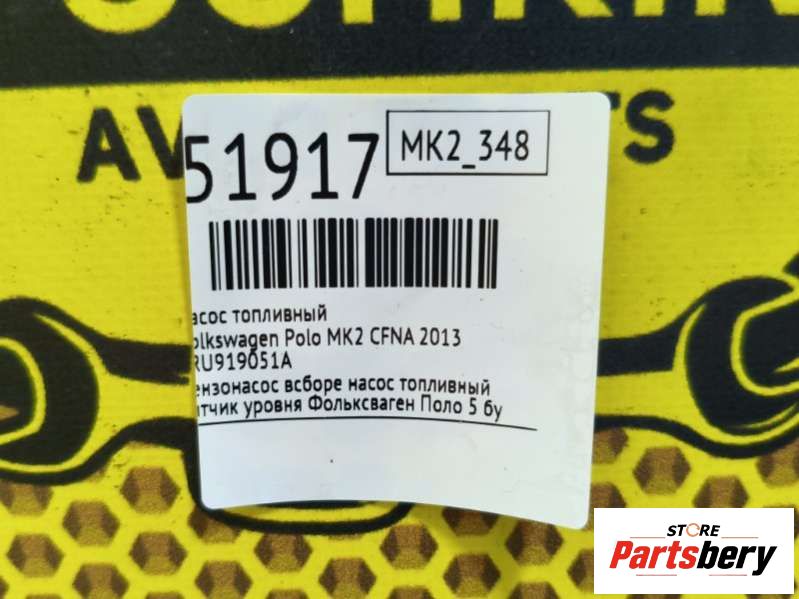 AV TS
51917
MK2_348
асос топливный
olkswagen Polo MK2 CFNA 2013
RU919051A
ензонасос всборе насос топливный
тчик уровня Фольксваген Поло 5 бу
STORE
Partsbery